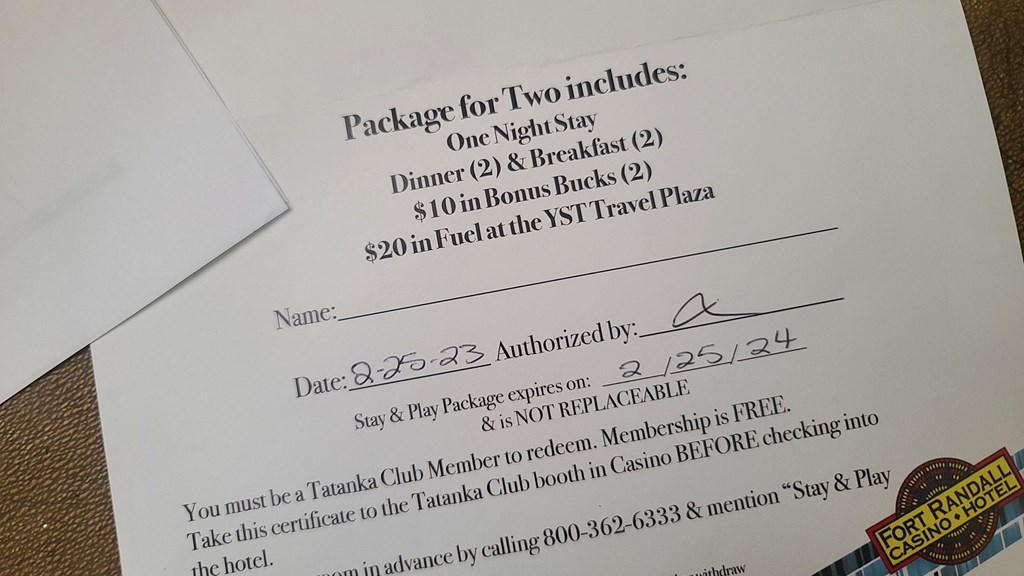 Package for Two includes:
One Night Stay
Dinner (2) & Breakfast (2)
$10 in Bonus Bucks (2)
$20 in Fuel at the YST Travel Plaza
Name:
Date: 2-25-23 Authorized by:
Stay & Play Package expires on: 2/25/24
& is NOT REPLACEABLE
You must be a Tatanka Club Member to redeem. Membership is FREE.
Take this certificate to the Tatanka Club booth in Casino BEFORE checking into
the hotel.
in advance by calling 800-362-6333 & mention “Stay & Play
withdraw
FORT RANDALL
CASINO • HOTEL